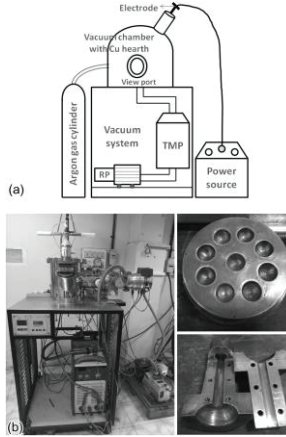 Electrode
Vacuum chamber
with Cu hearth
View port
Argon gas cylinder
Vacuum
system
TMP
RP
Power
source
(a)
(b)